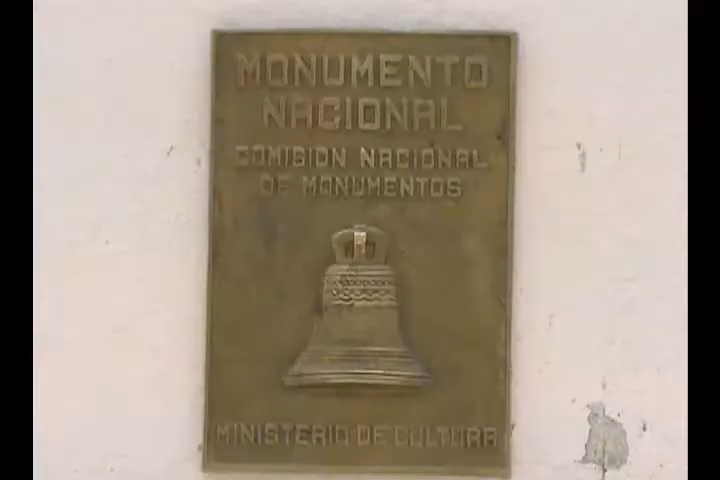 MONUMENTO
NACIONAL
COMISION NACIONAL
DE MONUMENTOS
MINISTERIO DE CULTURA